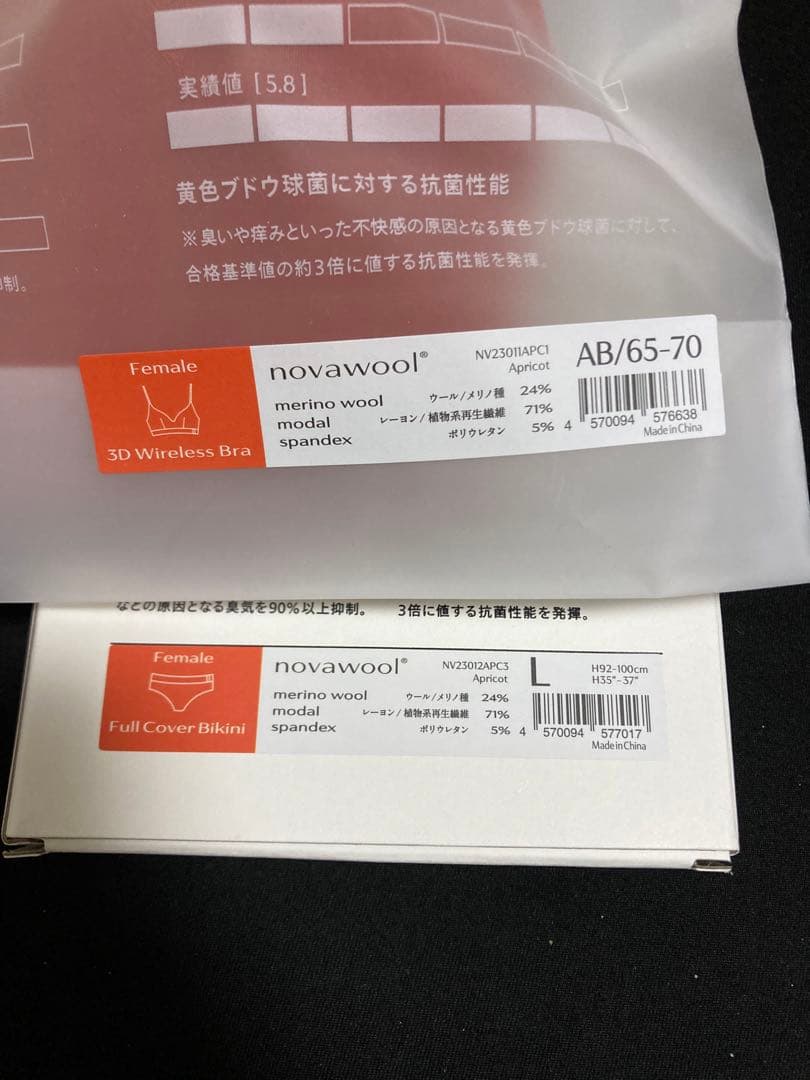 実績値 [5.8]
黄色ブドウ球菌に対する抗菌性能
※臭いや痒みといった不快感の原因となる黄色ブドウ球菌に対して、
合格基準値の約3倍に値する抗菌性能を発揮。
制。
Female
3D Wireless Bra
novawool®
NV23011APC1
Apricot
AB/65-70
merino wool ウール/メリノ種 24%
modal レーヨン/植物系再生繊維 71%
spandex ポリウレタン 5%
4 570094 576638
Made in China
などの原因となる臭気を90%以上抑制。 3倍に値する抗菌性能を発揮。
Female
Full Cover Bikini
novawool®
NV23012APC3
Apricot
L
H92-100cm
H35"-37"
merino wool ウール/メリノ種 24%
modal レーヨン/植物系再生繊維 71%
spandex ポリウレタン 5%
4 570094 577017
Made in China